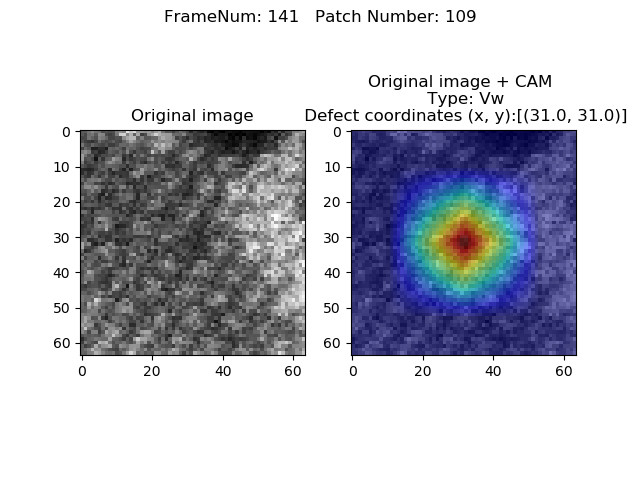 FrameNum: 141   Patch Number: 109
Original image
0
10
20
30
40
50
60
0 20 40 60
Original image + CAM
Type: Vw
Defect coordinates (x, y):[(31.0, 31.0)]
0
10
20
30
40
50
60
0 20 40 60